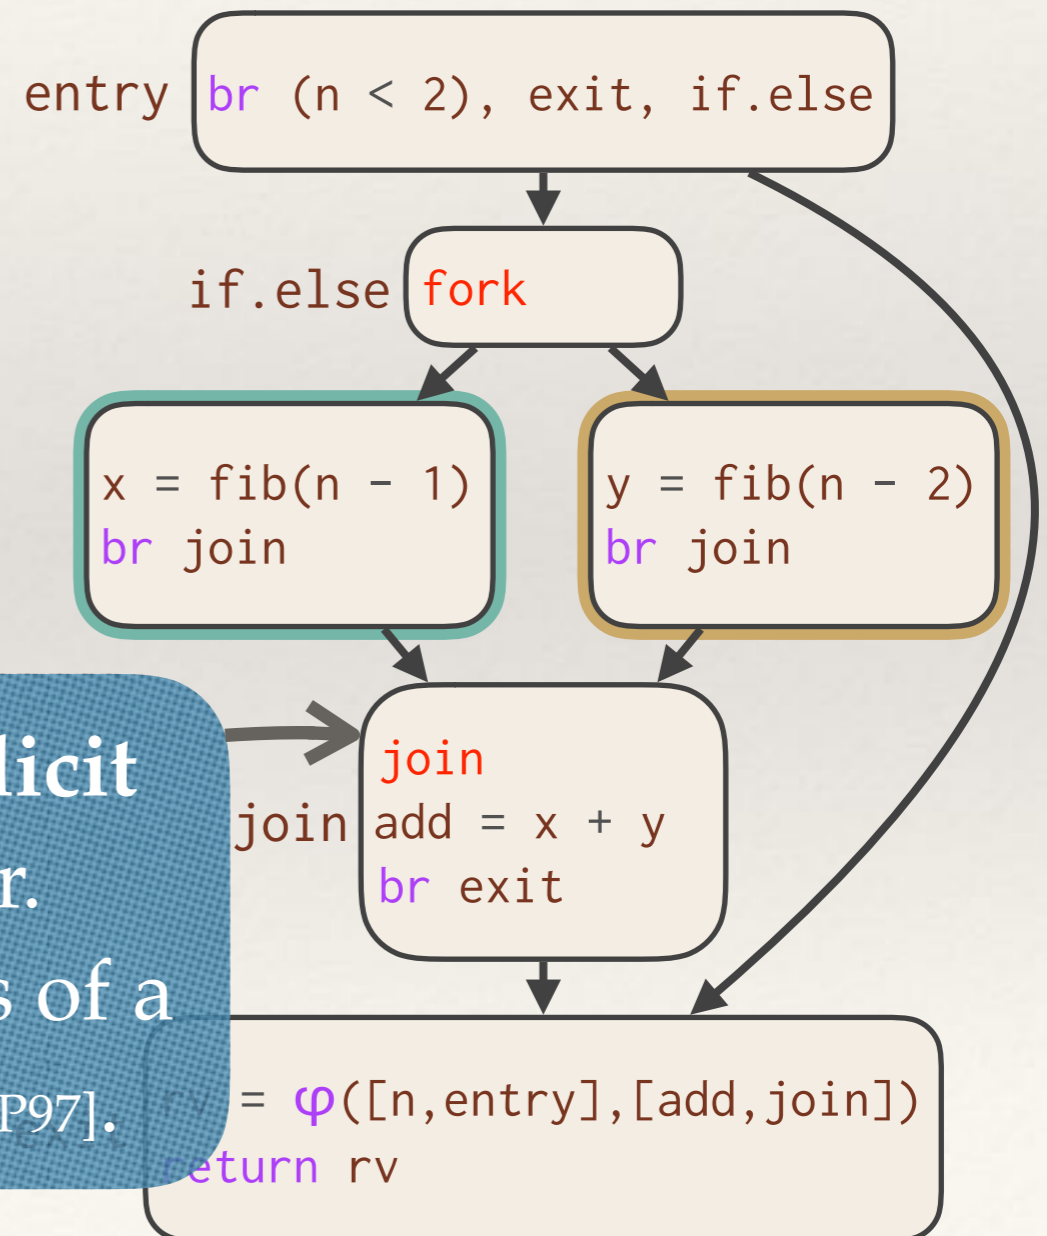 entry br (n < 2), exit, if.else
if.else fork
x = fib(n - 1)
br join
y = fib(n - 2)
br join
licit
r.
s of a
P97].
join
join add = x + y
br exit
= φ([n,entry],[add,join])
return rv